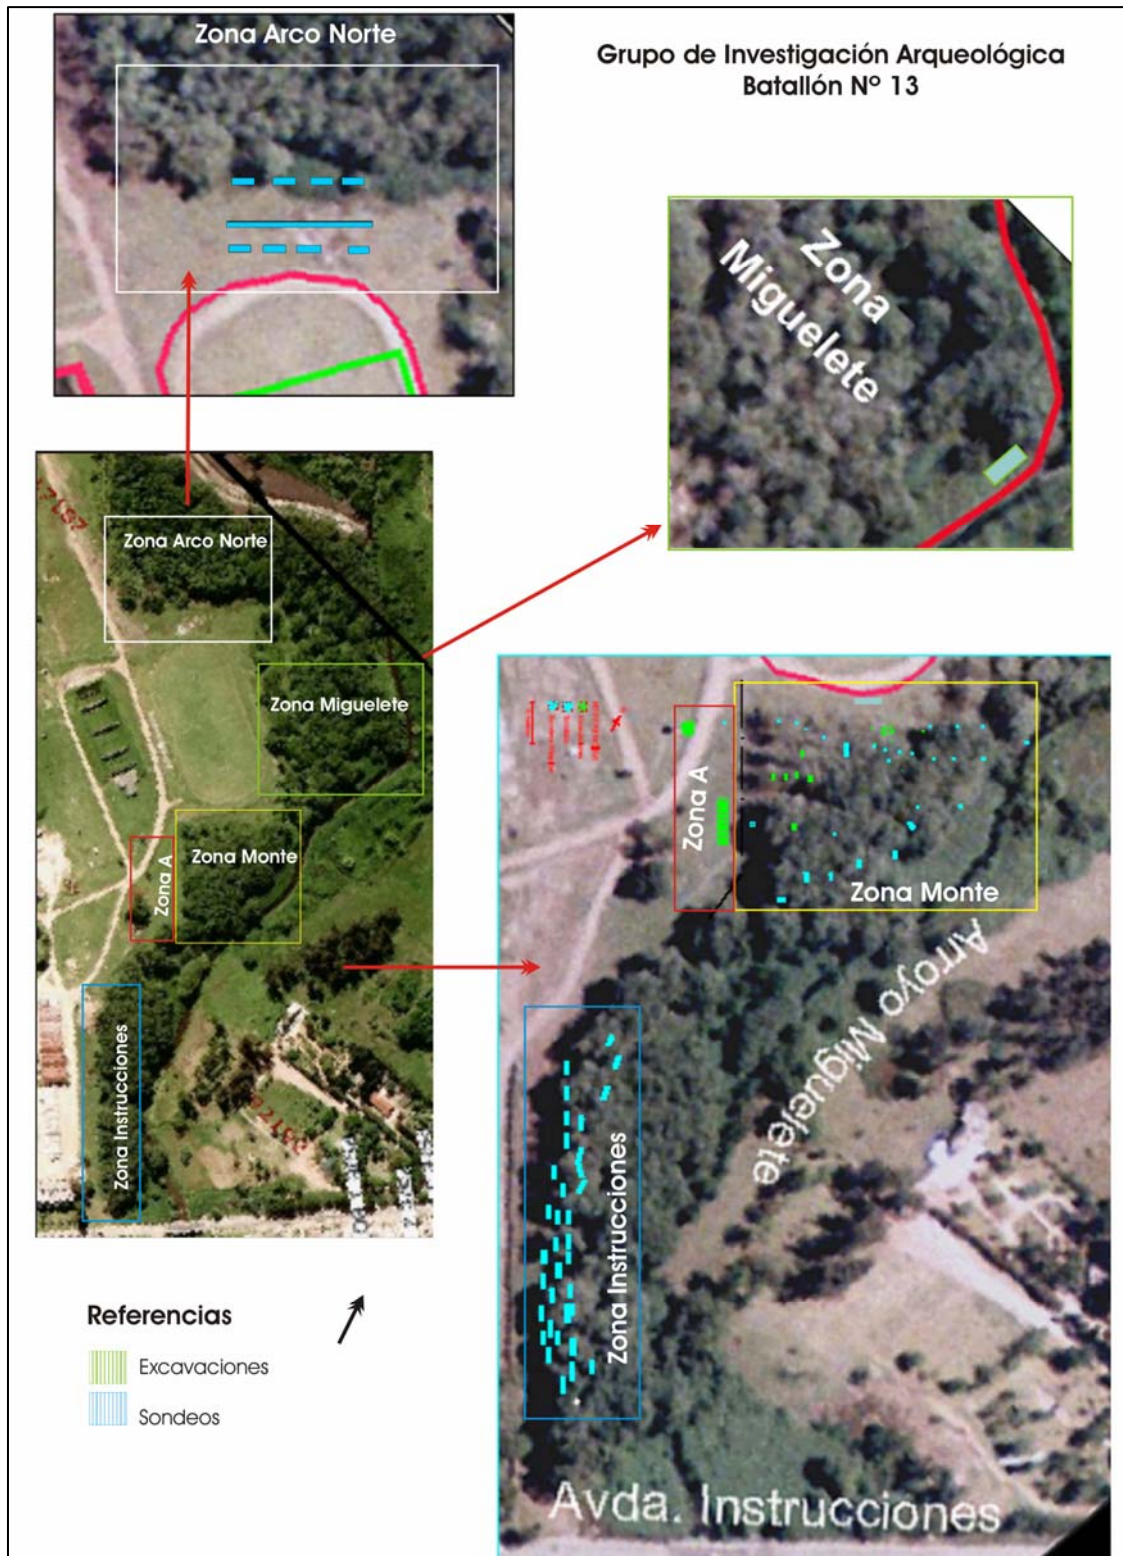 Zona Arco Norte
Grupo de Investigación Arqueológica
Batallón Nº 13
Zona
Miguelete
Zona Arco Norte
Zona Miguelete
Zona Monte
Zona A
Zona Instrucciones
Zona A
Zona Monte
Arroyo Miguelete
Zona Instrucciones
Avda. Instrucciones
Referencias
Excavaciones
Sondeos